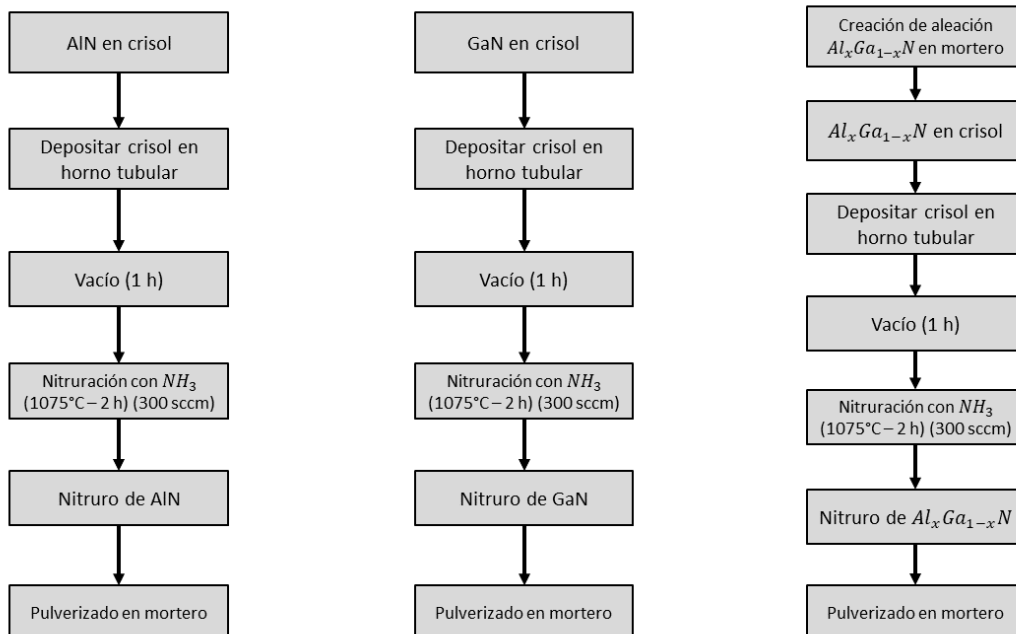 AlN en crisol
Depositar crisol en
horno tubular
Vacío (1 h)
Nitruración con NH₃
(1075°C – 2 h) (300 sccm)
Nitruro de AlN
Pulverizado en mortero
GaN en crisol
Depositar crisol en
horno tubular
Vacío (1 h)
Nitruración con NH₃
(1075°C – 2 h) (300 sccm)
Nitruro de GaN
Pulverizado en mortero
Creación de aleación
AlₓGa₁₋ₓN en mortero
AlₓGa₁₋ₓN en crisol
Depositar crisol en
horno tubular
Vacío (1 h)
Nitruración con NH₃
(1075°C – 2 h) (300 sccm)
Nitruro de AlₓGa₁₋ₓN
Pulverizado en mortero